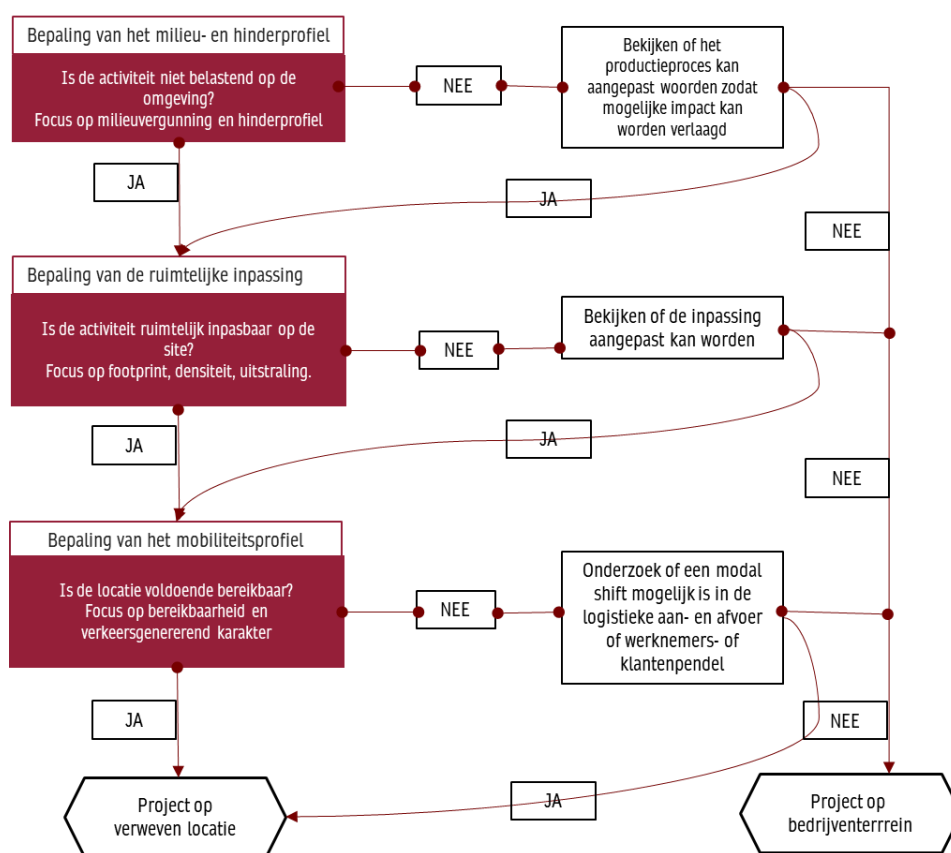 Bepaling van het milieu- en hinderprofiel
Is de activiteit niet belastend op de
omgeving?
Focus op milieuvergunning en hinderprofiel
NEE
Bekijken of het
productieproces kan
aangepast woorden zodat
mogelijke impact kan
worden verlaagd
JA
JA
NEE
Bepaling van de ruimtelijke inpassing
Is de activiteit ruimtelijk inpasbaar op de
site?
Focus op footprint, densiteit, uitstraling.
NEE
Bekijken of de inpassing
aangepast kan worden
JA
JA
NEE
Bepaling van het mobiliteitsprofiel
Is de locatie voldoende bereikbaar?
Focus op bereikbaarheid en
verkeersgenererend karakter
NEE
Onderzoek of een modal
shift mogelijk is in de
logistieke aan- en afvoer
of werknemers- of
klantenpendel
JA
NEE
JA
Project op
verweven locatie
Project op
bedrijventerrrein